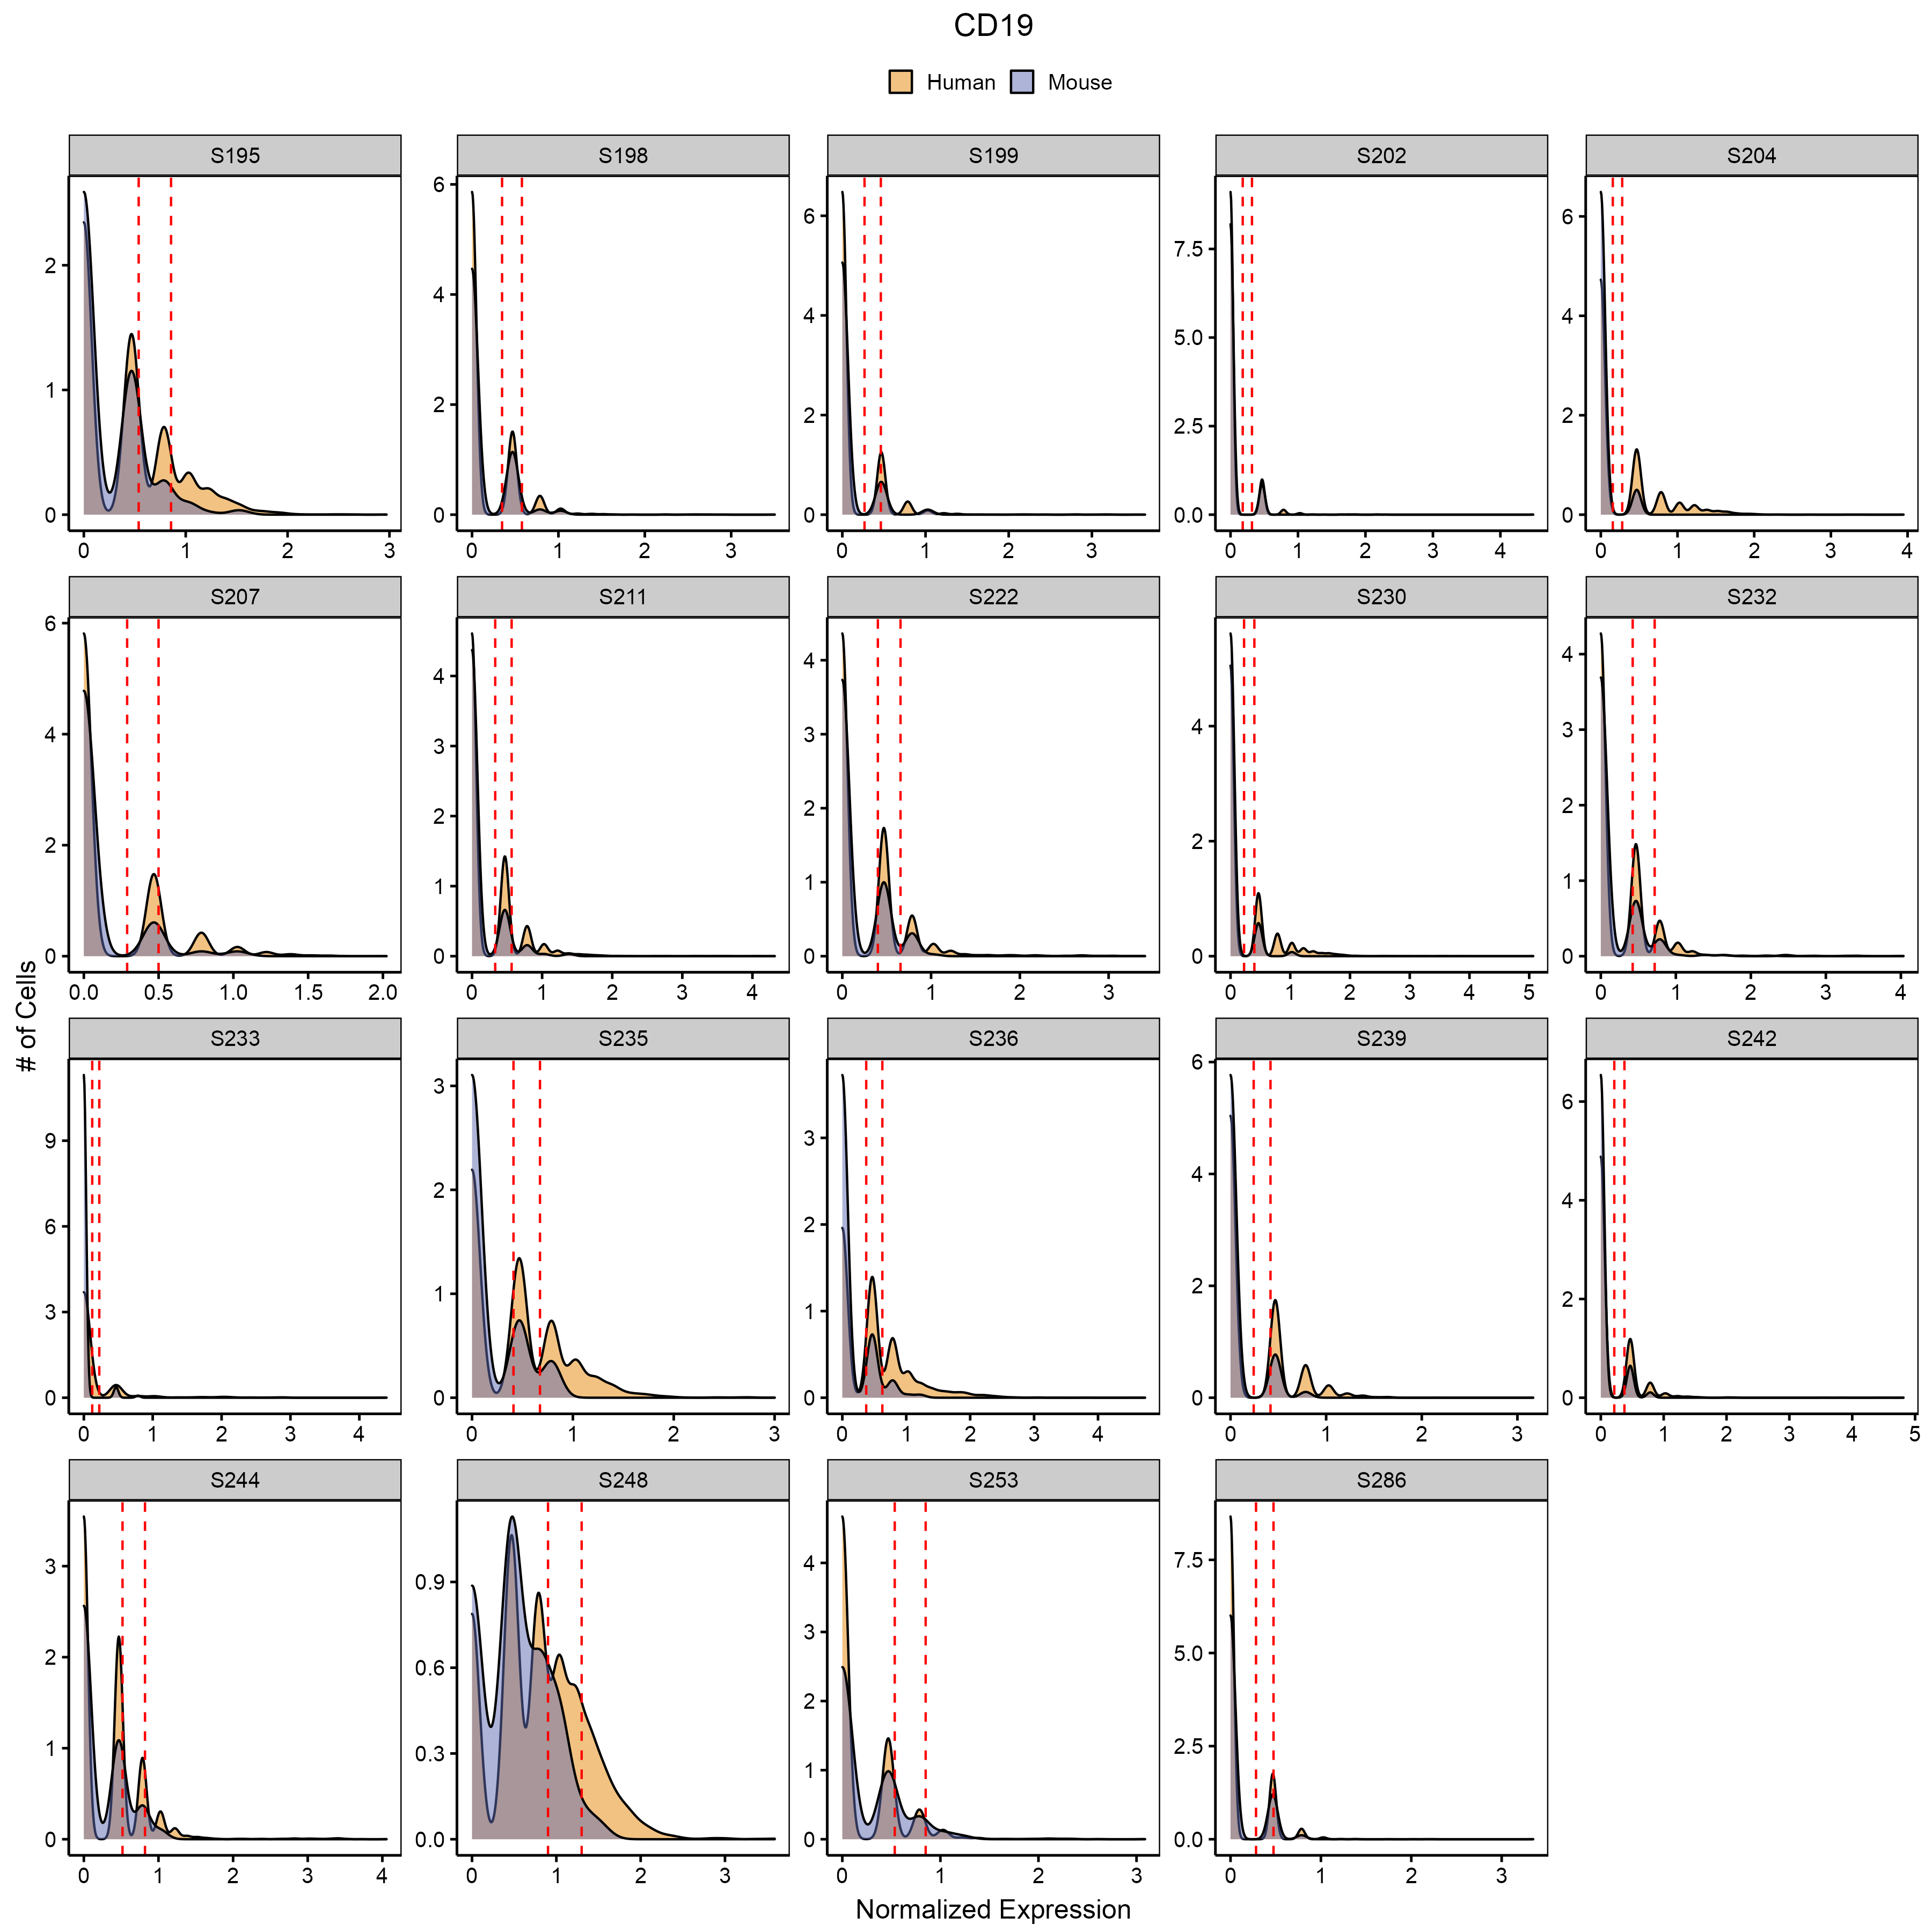 CD19
Human Mouse
S195 S198 S199 S202 S204
2 1 0
0 1 2 3
6 4 2 0
0 1 2 3
6 4 2 0
0 1 2 3
7.5 5.0 2.5 0.0
0 1 2 3 4
6 4 2 0
0 1 2 3 4
S207 S211 S222 S230 S232
6 4 2 0
0.0 0.5 1.0 1.5 2.0
4 3 2 1 0
0 1 2 3 4
4 3 2 1 0
0 1 2 3
4 2 0
0 1 2 3 4 5
4 3 2 1 0
0 1 2 3 4
# of Cells
S233 S235 S236 S239 S242
9 6 3 0
0 1 2 3 4
3 2 1 0
0 1 2 3
3 2 1 0
0 1 2 3 4
6 4 2 0
0 1 2 3
6 4 2 0
0 1 2 3 4 5
S244 S248 S253 S286
3 2 1 0
0 1 2 3 4
0.9 0.6 0.3 0.0
0 1 2 3
4 3 2 1 0
0 1 2 3
7.5 5.0 2.5 0.0
0 1 2 3
Normalized Expression